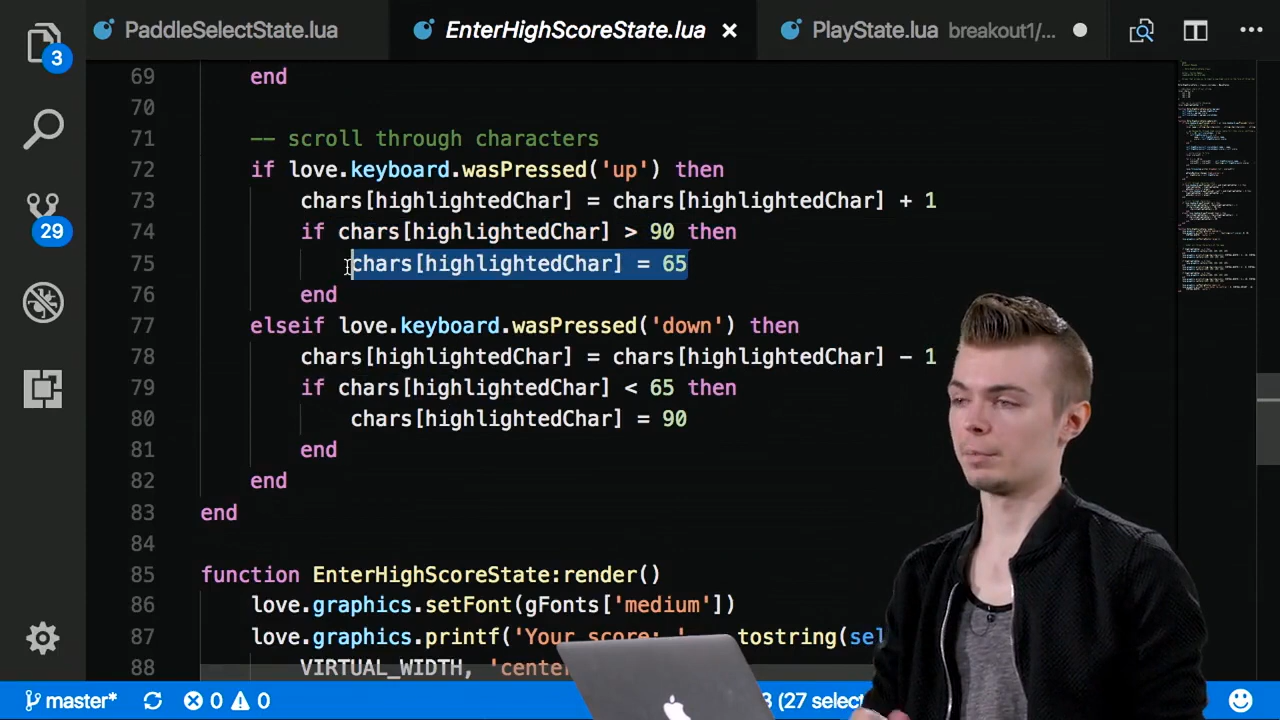 PaddleSelectState.lua
EnterHighScoreState.lua ×
PlayState.lua breakout1/...
3
29
69 end
70
71 -- scroll through characters
72 if love.keyboard.wasPressed('up') then
73 chars[highlightedChar] = chars[highlightedChar] + 1
74 if chars[highlightedChar] > 90 then
75 chars[highlightedChar] = 65
76 end
77 elseif love.keyboard.wasPressed('down') then
78 chars[highlightedChar] = chars[highlightedChar] - 1
79 if chars[highlightedChar] < 65 then
80 chars[highlightedChar] = 90
81 end
82 end
83 end
84
85 function EnterHighScoreState:render()
86 love.graphics.setFont(gFonts['medium'])
87 love.graphics.printf('Your score: ' tostring(sel
88 VIRTUAL_WIDTH, 'center
master* 0 0 3 (27 select